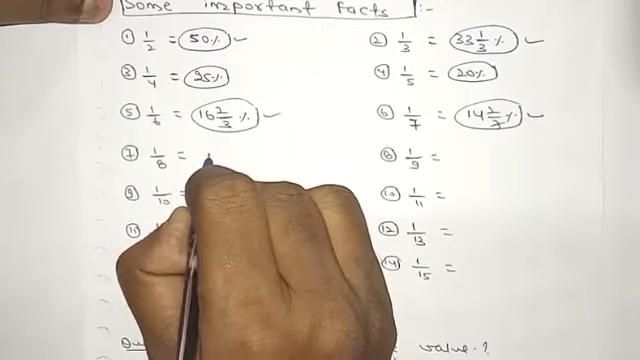 Some important Facts :-
① 1/2 = 50% ✓ ② 1/3 = 33 1/3 % ✓
③ 1/4 = 25% ④ 1/5 = 20%
⑤ 1/6 = 16 2/3 % ✓ ⑥ 1/7 = 14 2/7 % ✓
⑦ 1/8 = ⑧ 1/9 =
⑨ 1/10 = ⑩ 1/11 =
⑪ ⑫ 1/13 =
⑭ 1/15 =
value ?